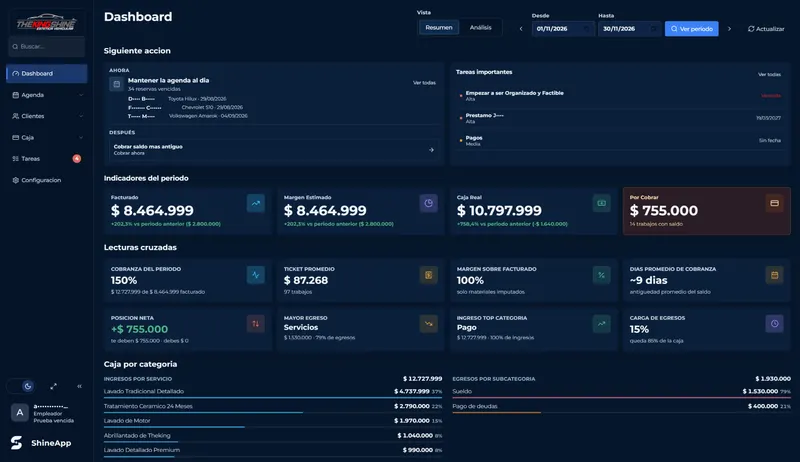 THEKINGSHINE
ESTETICA VEHICULAR
Buscar...
Dashboard
Agenda
Clientes
Caja
Tareas
4
Configuracion
A
a•••••••••••...
Empleador
Prueba vencida
ShineApp
Dashboard
Vista
Resumen
Análisis
Desde
01/11/2026
Hasta
30/11/2026
Ver periodo
Actualizar
Siguiente accion
AHORA
Mantener la agenda al dia
34 reservas vencidas
Ver todas
D•••• B••••• Toyota Hilux · 29/08/2026
F••••••• C•••••• Chevrolet S10 · 29/08/2026
T••••• M•••• Volkswagen Amarok · 04/09/2026
DESPUÉS
Cobrar saldo mas antiguo
Cobrar ahora
Tareas importantes
Ver todas
Empezar a ser Organizado y Factible
Alta
Vencida
Prestamo J••••
Alta
19/03/2027
Pagos
Media
Sin fecha
Indicadores del periodo
Facturado
$ 8.464.999
+202,3% vs periodo anterior ($ 2.800.000)
Margen Estimado
$ 8.464.999
+202,3% vs periodo anterior ($ 2.800.000)
Caja Real
$ 10.797.999
+758,4% vs periodo anterior (-$ 1.640.000)
Por Cobrar
$ 755.000
14 trabajos con saldo
Lecturas cruzadas
COBRANZA DEL PERIODO
150%
$ 12.727.999 de $ 8.464.999 facturado
TICKET PROMEDIO
$ 87.268
97 trabajos
MARGEN SOBRE FACTURADO
100%
solo materiales imputados
DIAS PROMEDIO DE COBRANZA
~9 dias
antigüedad promedio del saldo
POSICION NETA
+$ 755.000
te deben $ 755.000 · debes $ 0
MAYOR EGRESO
Servicios
$ 1.530.000 · 79% de egresos
INGRESO TOP CATEGORIA
Pago
$ 12.727.999 · 100% de ingresos
CARGA DE EGRESOS
15%
queda 85% de la caja
Caja por categoria
INGRESOS POR SERVICIO $ 12.727.999
Lavado Tradicional Detallado $ 4.737.999 37%
Tratamiento Ceramico 24 Meses $ 2.790.000 22%
Lavado de Motor $ 1.970.000 15%
Abrillantado de Theking $ 1.040.000 8%
Lavado Detallado Premium $ 990.000 8%
EGRESOS POR SUBCATEGORIA $ 1.930.000
Sueldo $ 1.530.000 79%
Pago de deudas $ 400.000 21%